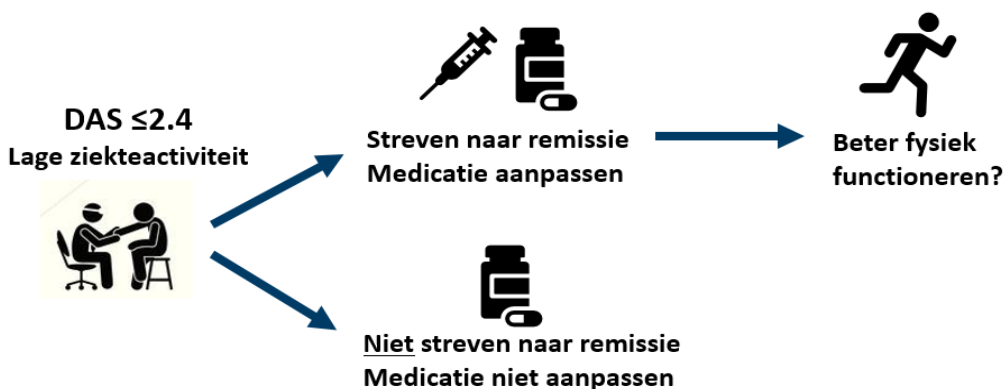 DAS ≤2.4
Lage ziekteactiviteit
Streven naar remissie
Medicatie aanpassen
Beter fysiek
functioneren?
Niet streven naar remissie
Medicatie niet aanpassen